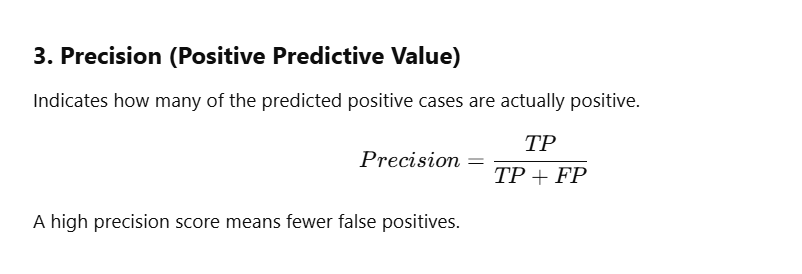 3. Precision (Positive Predictive Value)
Indicates how many of the predicted positive cases are actually positive.
Precision = TP / TP + FP
A high precision score means fewer false positives.